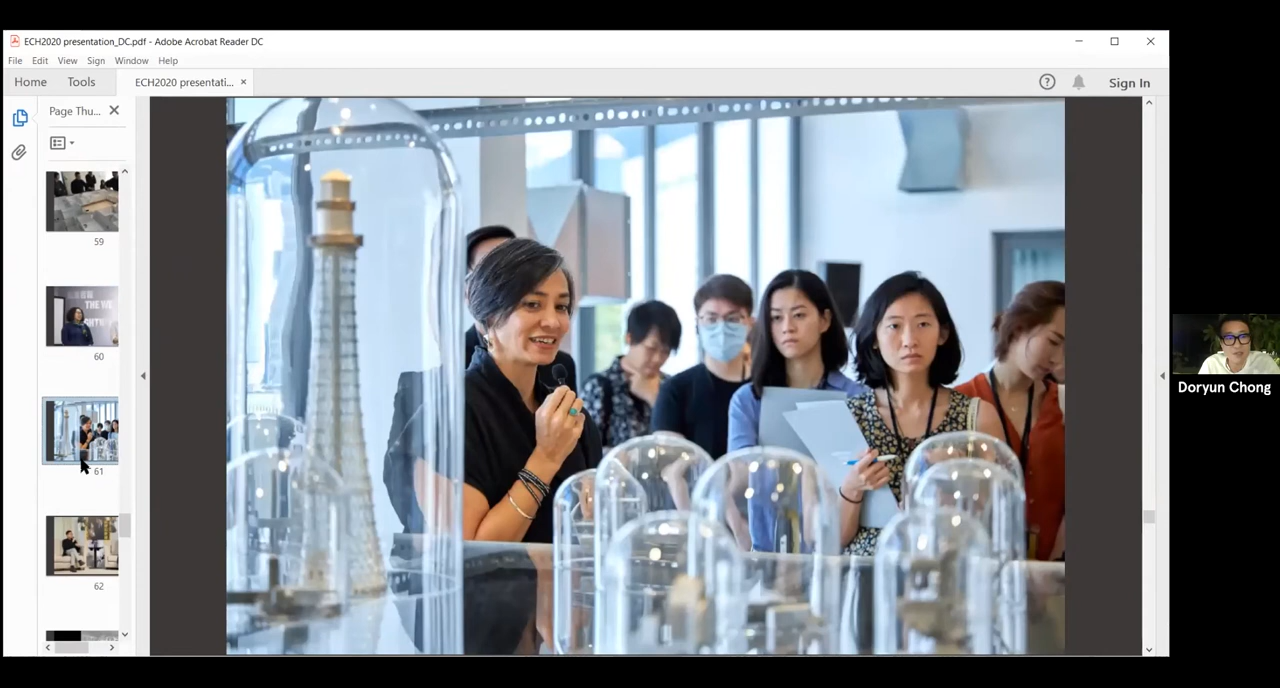 ECH2020 presentation_DC.pdf - Adobe Acrobat Reader DC
File Edit View Sign Window Help
Home Tools ECH2020 presentati... × Sign In
Page Thu...
59
60
61
62
Doryun Chong